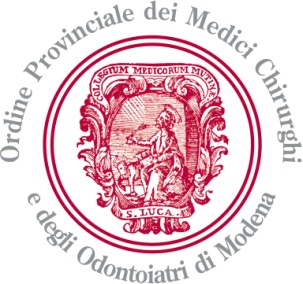 Ordine Provinciale dei Medici Chirurghi
e degli Odontoiatri di Modena
COLLEGIUM MEDICORUM MUTINÆ
S. LUCA.